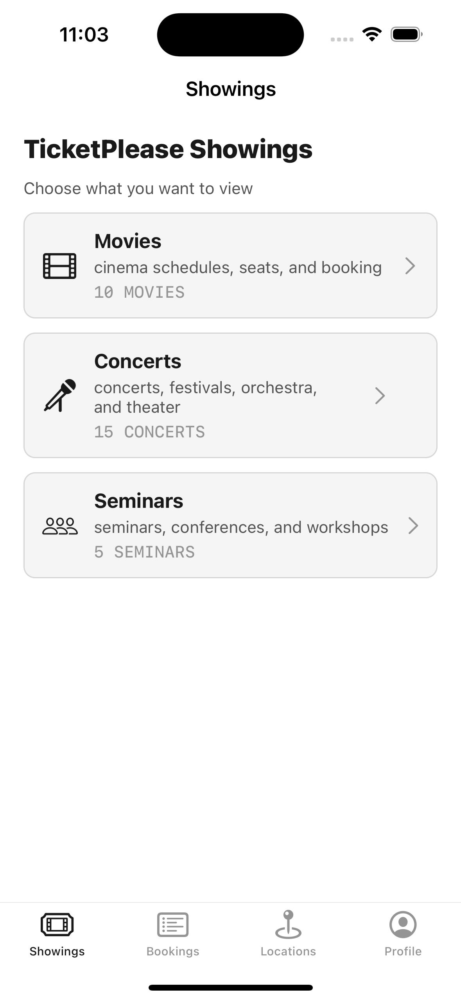 11:03
Showings
TicketPlease Showings
Choose what you want to view
Movies
cinema schedules, seats, and booking
10 MOVIES
Concerts
concerts, festivals, orchestra,
and theater
15 CONCERTS
Seminars
seminars, conferences, and workshops
5 SEMINARS
Showings
Bookings
Locations
Profile